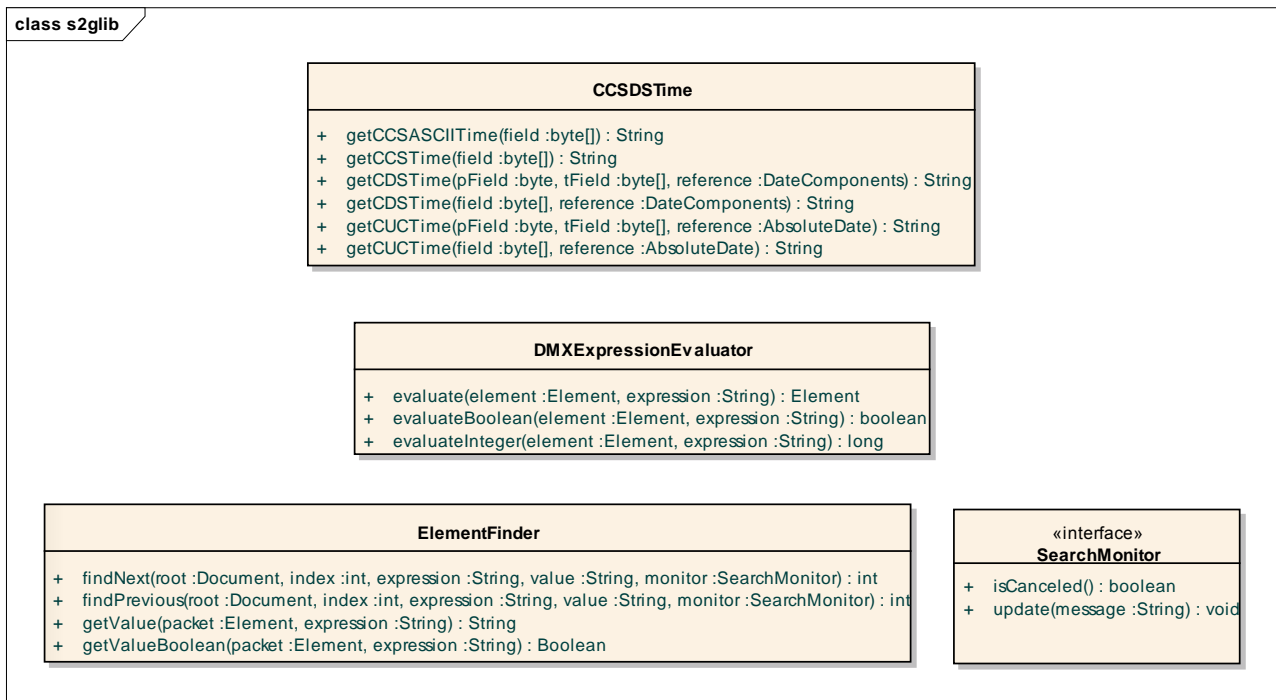 class s2glib
CCSDSTime
+ getCCSASCIITime(field :byte[]) : String
+ getCCSTime(field :byte[]) : String
+ getCDSTime(pField :byte, tField :byte[], reference :DateComponents) : String
+ getCDSTime(field :byte[], reference :DateComponents) : String
+ getCUCTime(pField :byte, tField :byte[], reference :AbsoluteDate) : String
+ getCUCTime(field :byte[], reference :AbsoluteDate) : String
DMXExpressionEvaluator
+ evaluate(element :Element, expression :String) : Element
+ evaluateBoolean(element :Element, expression :String) : boolean
+ evaluateInteger(element :Element, expression :String) : long
ElementFinder
+ findNext(root :Document, index :int, expression :String, value :String, monitor :SearchMonitor) : int
+ findPrevious(root :Document, index :int, expression :String, value :String, monitor :SearchMonitor) : int
+ getValue(packet :Element, expression :String) : String
+ getValueBoolean(packet :Element, expression :String) : Boolean
«interface»
SearchMonitor
+ isCanceled() : boolean
+ update(message :String) : void